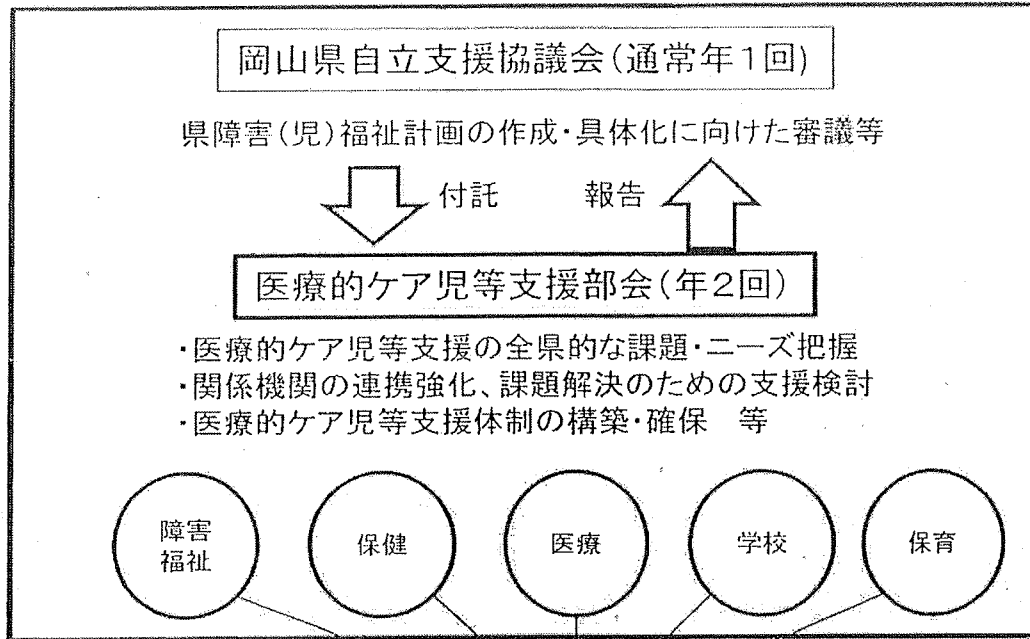 岡山県自立支援協議会(通常年1回)
県障害(児)福祉計画の作成・具体化に向けた審議等
付託
報告
医療的ケア児等支援部会(年2回)
・医療的ケア児等支援の全県的な課題・ニーズ把握
・関係機関の連携強化、課題解決のための支援検討
・医療的ケア児等支援体制の構築・確保　等
障害
福祉
保健
医療
学校
保育